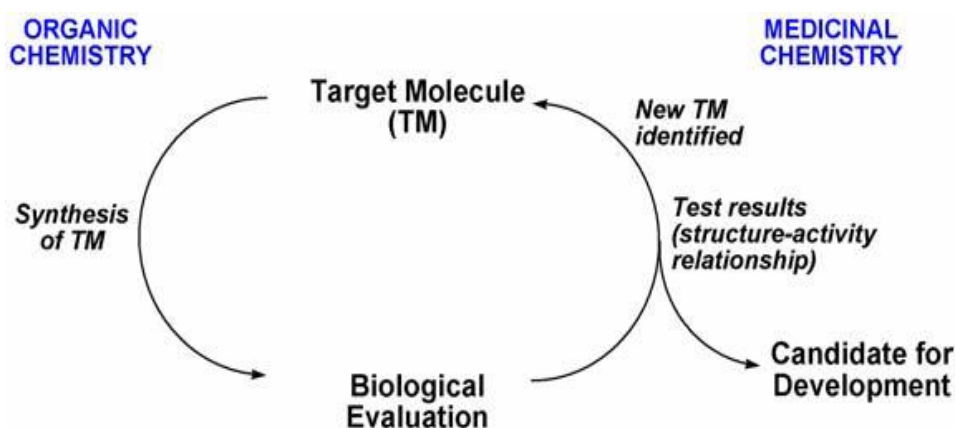 ORGANIC
CHEMISTRY
MEDICINAL
CHEMISTRY
Target Molecule
(TM)
New TM
identified
Synthesis
of TM
Test results
(structure-activity
relationship)
Biological
Evaluation
Candidate for
Development